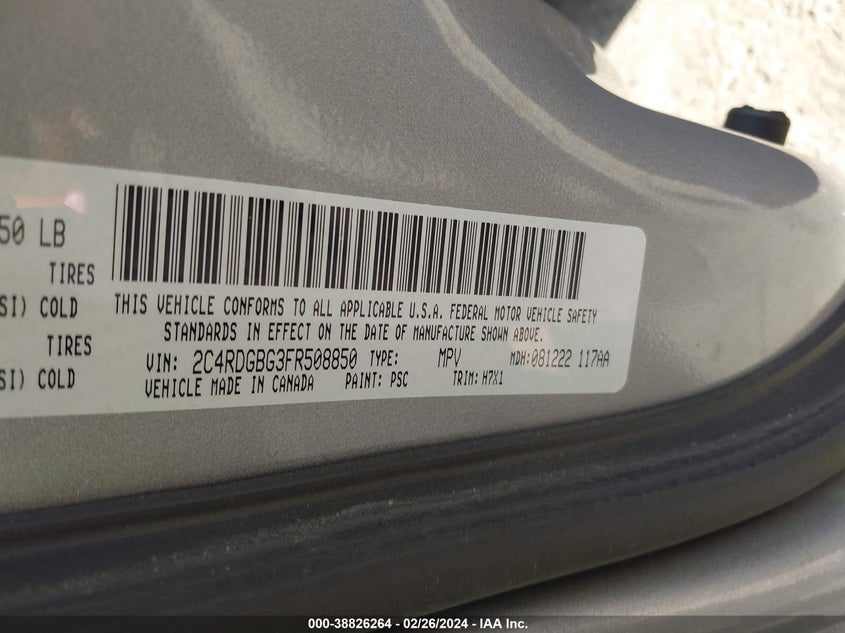 50 LB
TIRES
SI) COLD
TIRES
SI) COLD
THIS VEHICLE CONFORMS TO ALL APPLICABLE U.S.A. FEDERAL MOTOR VEHICLE SAFETY
STANDARDS IN EFFECT ON THE DATE OF MANUFACTURE SHOWN ABOVE.
VIN: 2C4RDGBG3FR508850 TYPE: MPV MDH:081222 117AA
VEHICLE MADE IN CANADA PAINT: PSC TRIM: H7X1
000-38826264 - 02/26/2024 - IAA Inc.